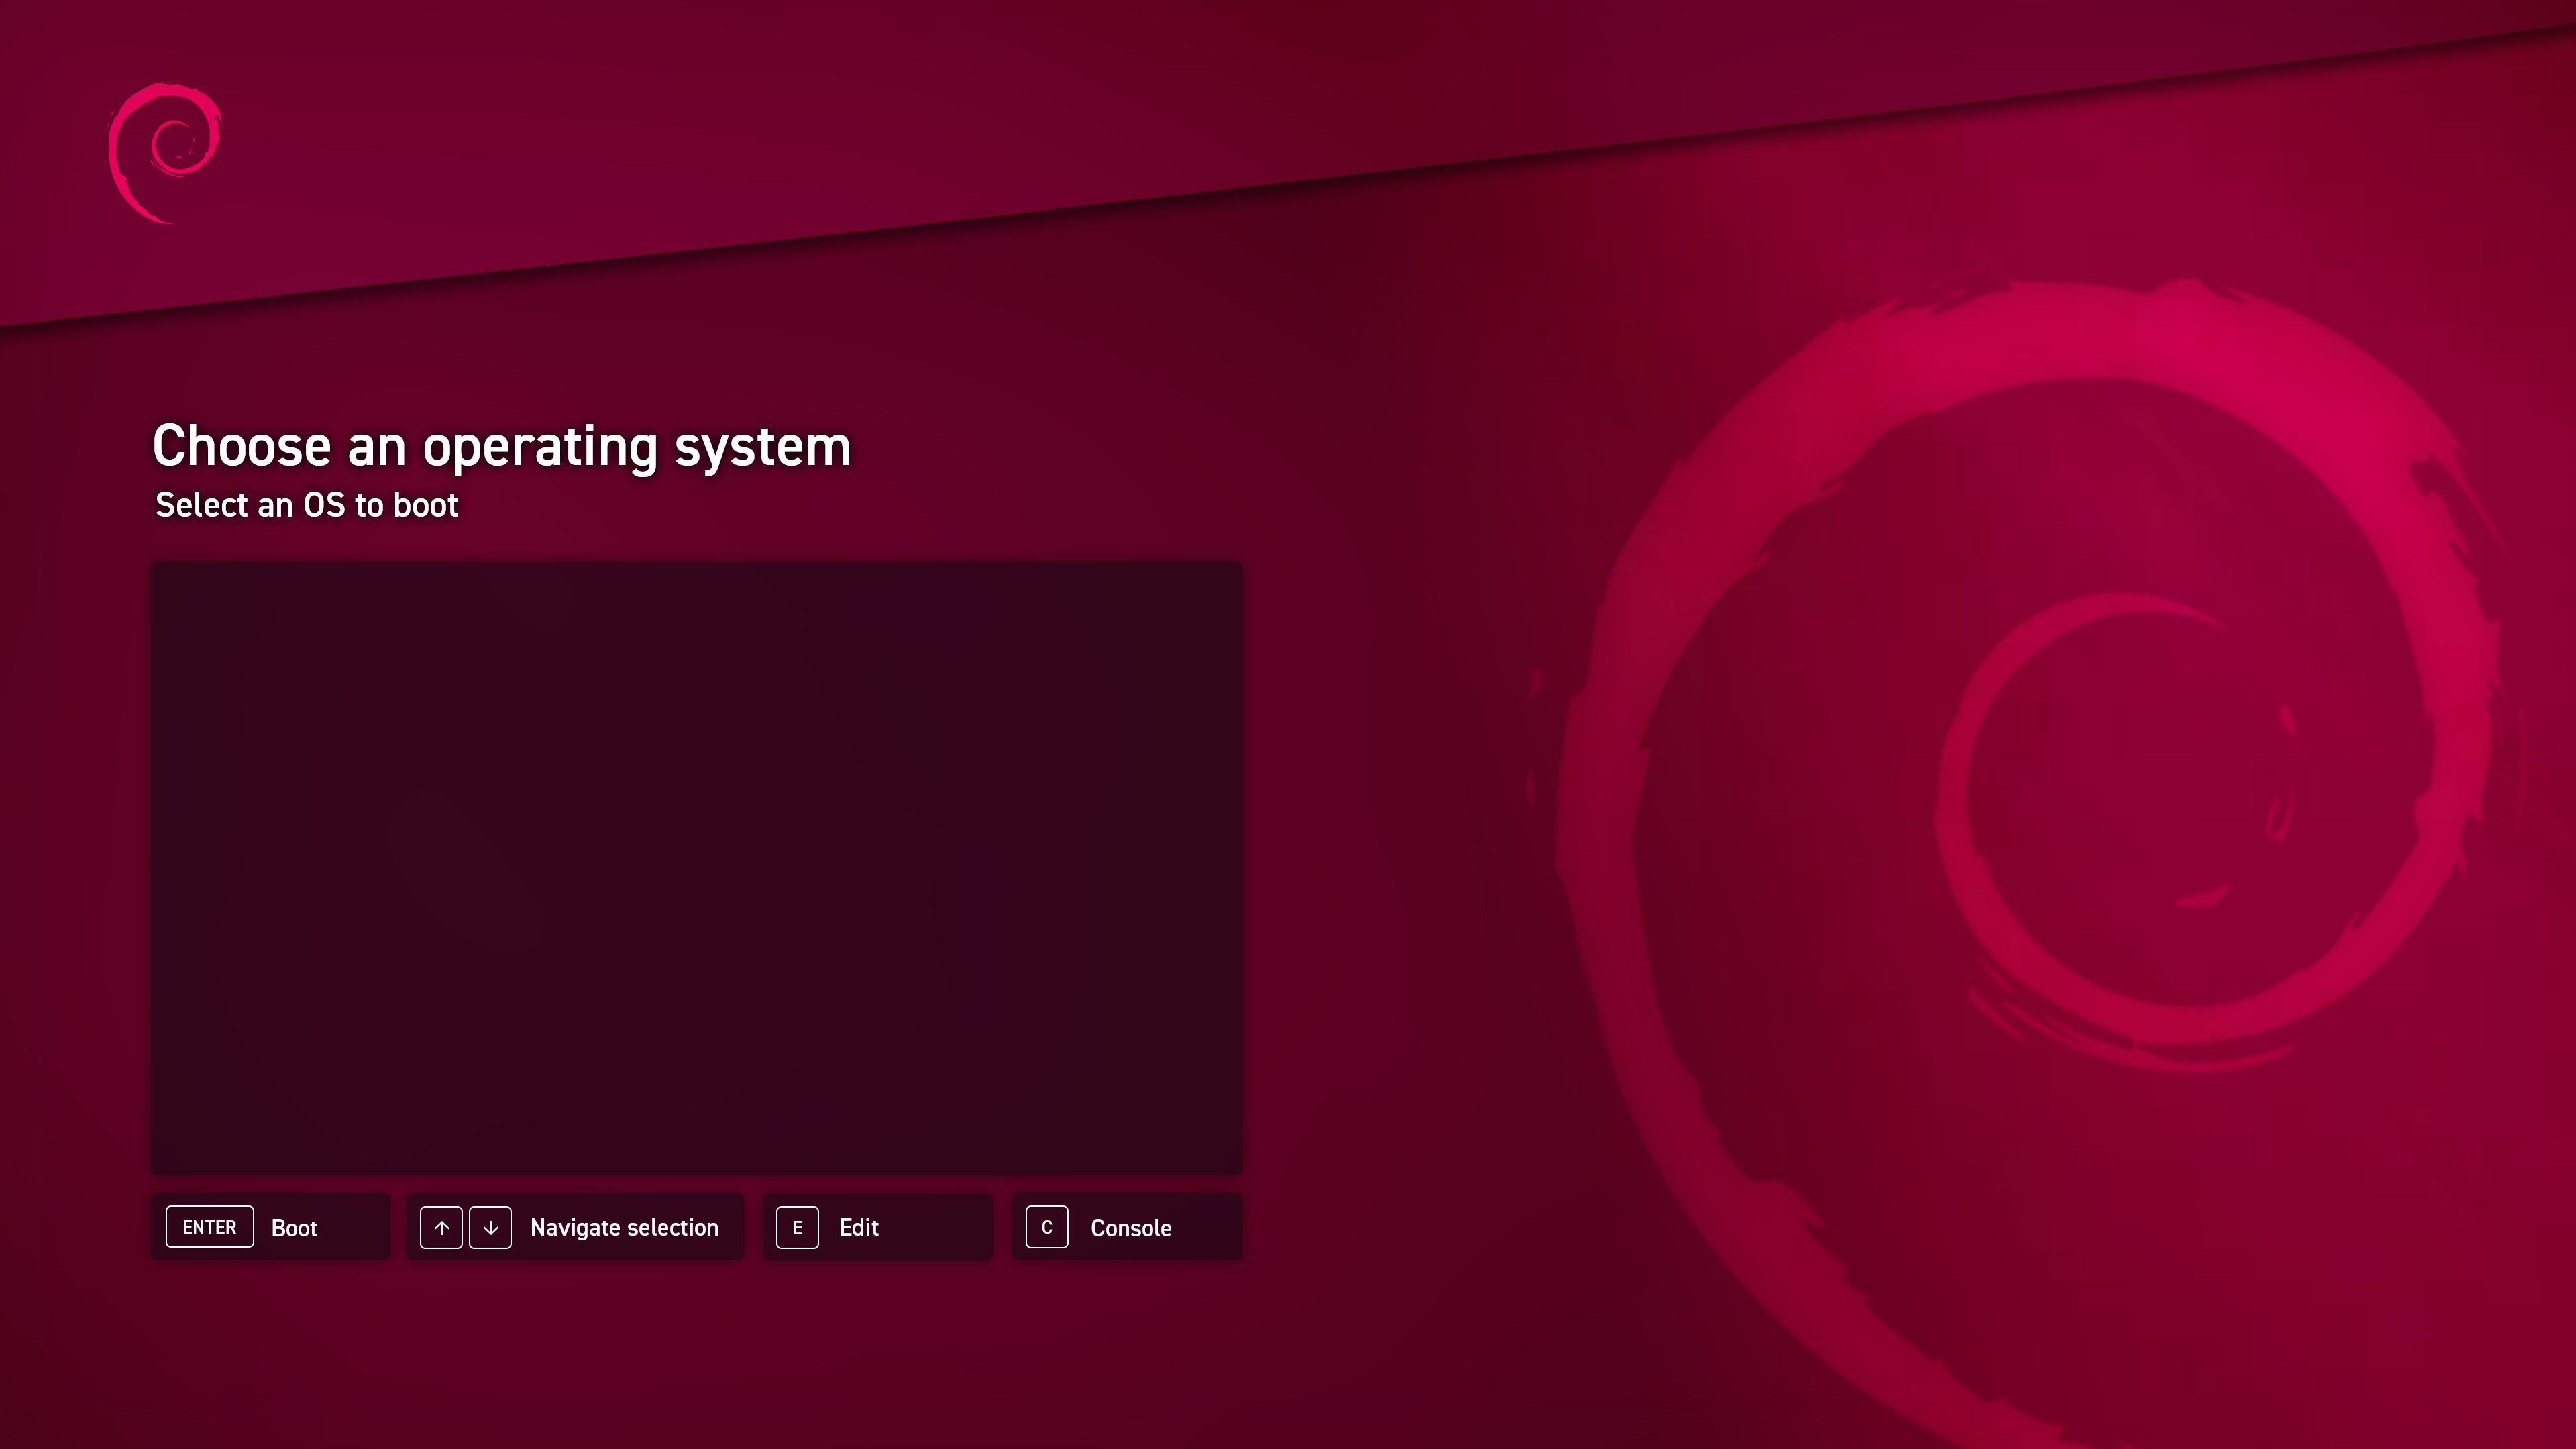 Choose an operating system
Select an OS to boot
ENTER Boot ↑ ↓ Navigate selection E Edit C Console